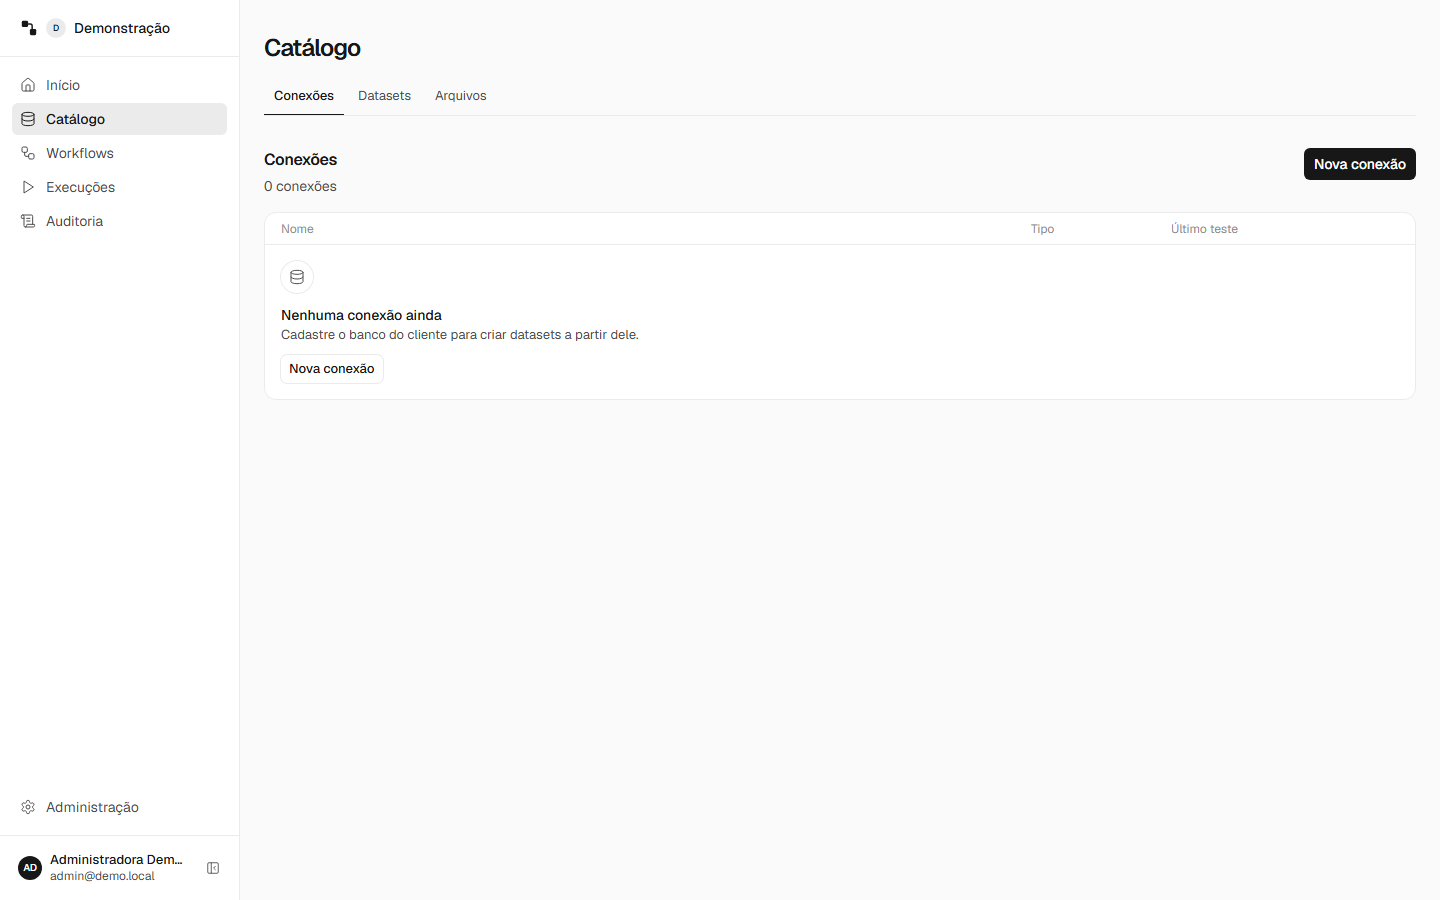 D Demonstração
Início
Catálogo
Workflows
Execuções
Auditoria
Administração
AD
Administradora Dem...
admin@demo.local
Catálogo
Conexões Datasets Arquivos
Conexões
0 conexões
Nova conexão
Nome Tipo Último teste
Nenhuma conexão ainda
Cadastre o banco do cliente para criar datasets a partir dele.
Nova conexão